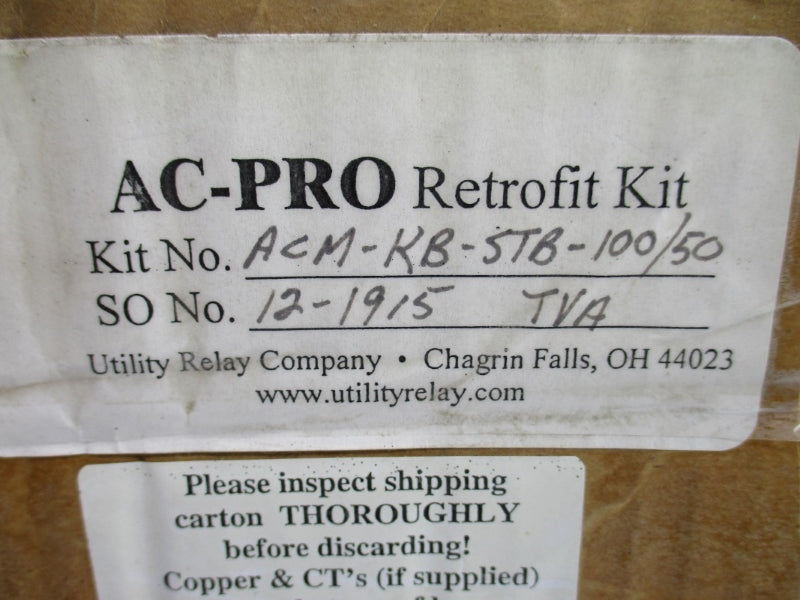 AC-PRO Retrofit Kit
Kit No. ACM-KB-STB-100/50
SO No. 12-1915 TVA
Utility Relay Company • Chagrin Falls, OH 44023
www.utilityrelay.com
Please inspect shipping
carton THOROUGHLY
before discarding!
Copper & CT's (if supplied)